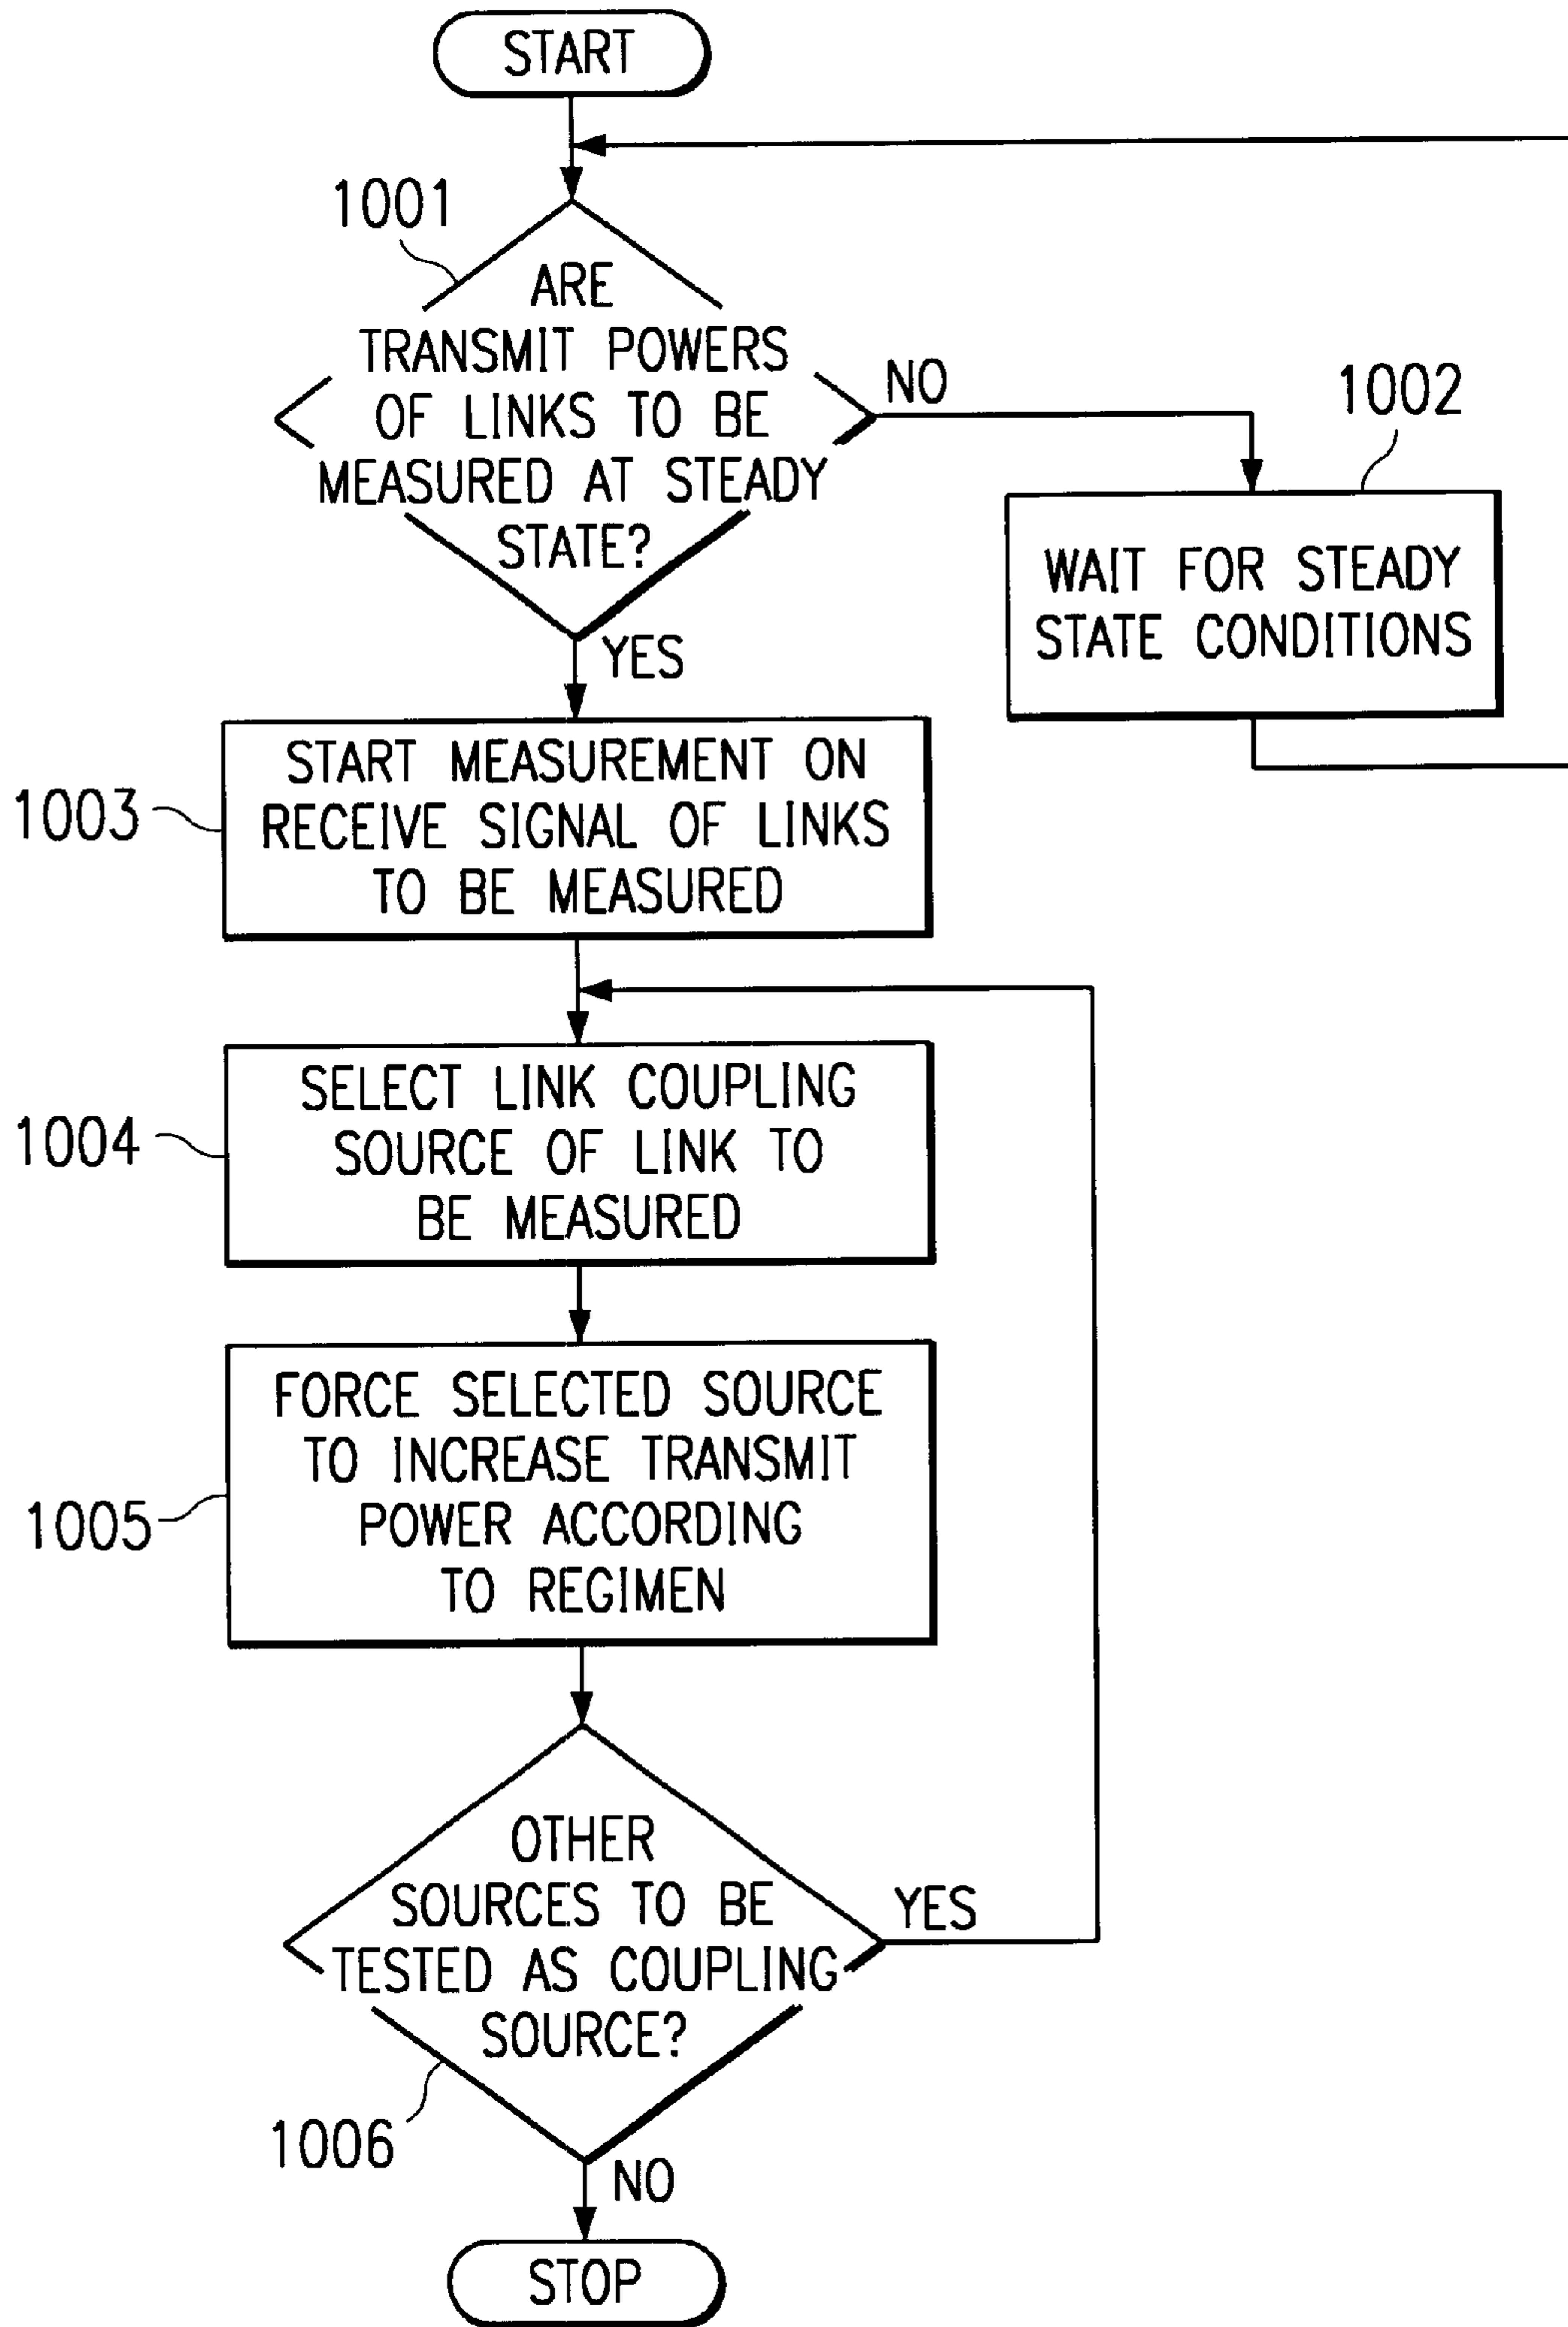 START
1001
ARE
TRANSMIT POWERS
OF LINKS TO BE
MEASURED AT STEADY
STATE?
NO
1002
WAIT FOR STEADY
STATE CONDITIONS
YES
1003
START MEASUREMENT ON
RECEIVE SIGNAL OF LINKS
TO BE MEASURED
1004
SELECT LINK COUPLING
SOURCE OF LINK TO
BE MEASURED
1005
FORCE SELECTED SOURCE
TO INCREASE TRANSMIT
POWER ACCORDING
TO REGIMEN
OTHER
SOURCES TO BE
TESTED AS COUPLING
SOURCE?
YES
1006
NO
STOP